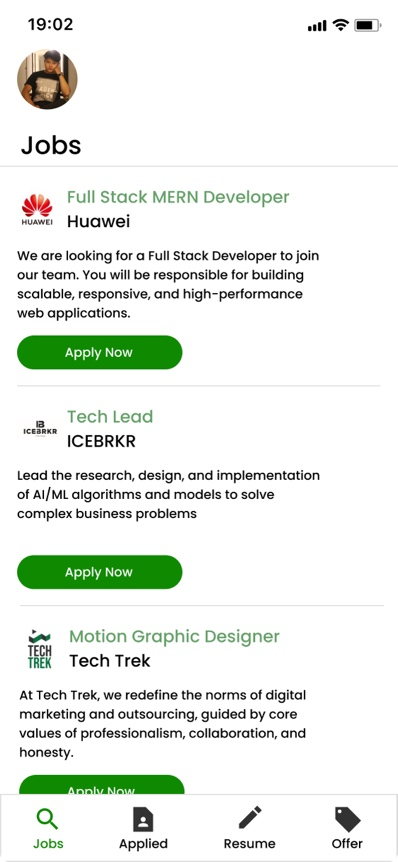 19:02
Jobs
Full Stack MERN Developer
HUAWEI
Huawei
We are looking for a Full Stack Developer to join
our team. You will be responsible for building
scalable, responsive, and high-performance
web applications.
Apply Now
Tech Lead
ICEBRKR
ICEBRKR
Lead the research, design, and implementation
of AI/ML algorithms and models to solve
complex business problems
Apply Now
Motion Graphic Designer
TECH
TREK
Tech Trek
At Tech Trek, we redefine the norms of digital
marketing and outsourcing, guided by core
values of professionalism, collaboration, and
honesty.
Apply Now
Jobs
Applied
Resume
Offer